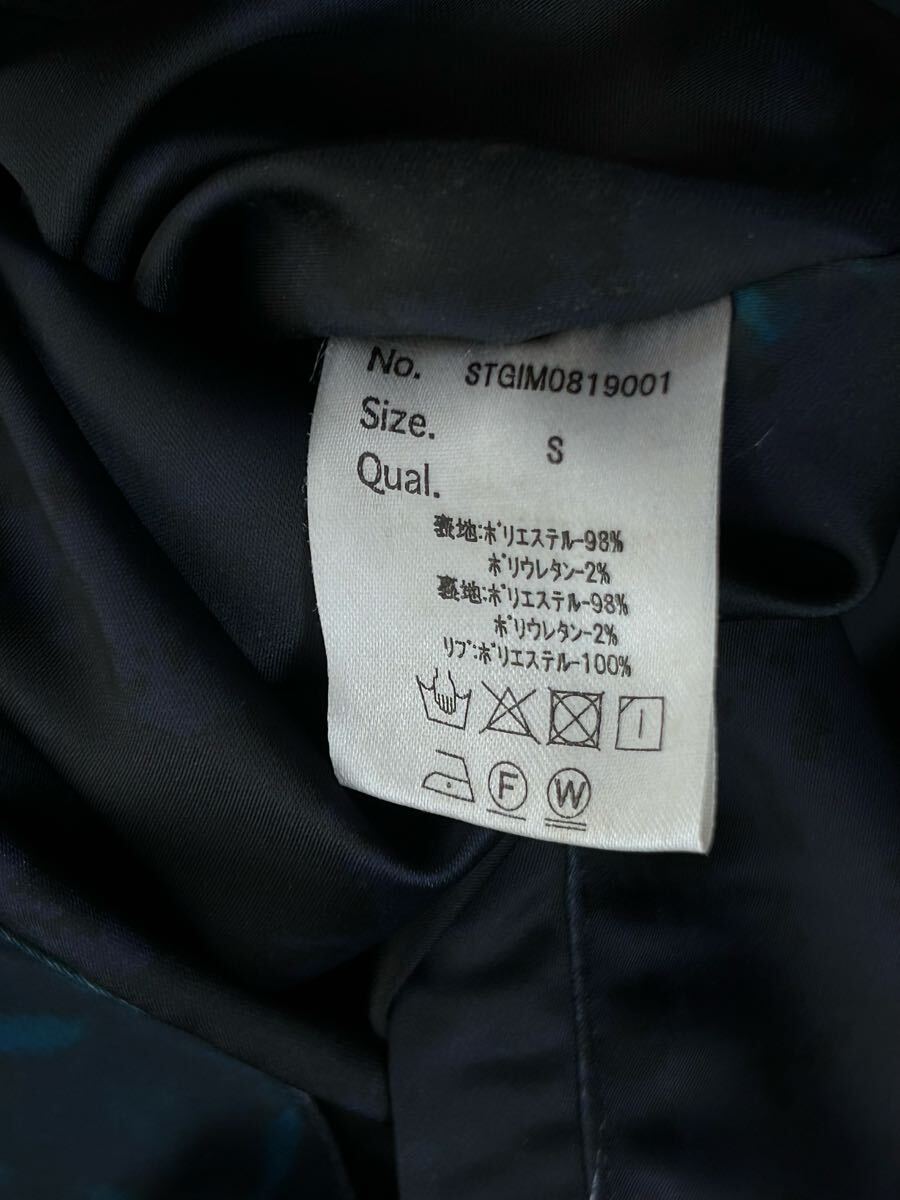 No. STGIM0819001
Size. S
Qual.
表地:ポリエステル-98%
ポリウレタン-2%
裏地:ポリエステル-98%
ポリウレタン-2%
リブ:ポリエステル-100%
F W